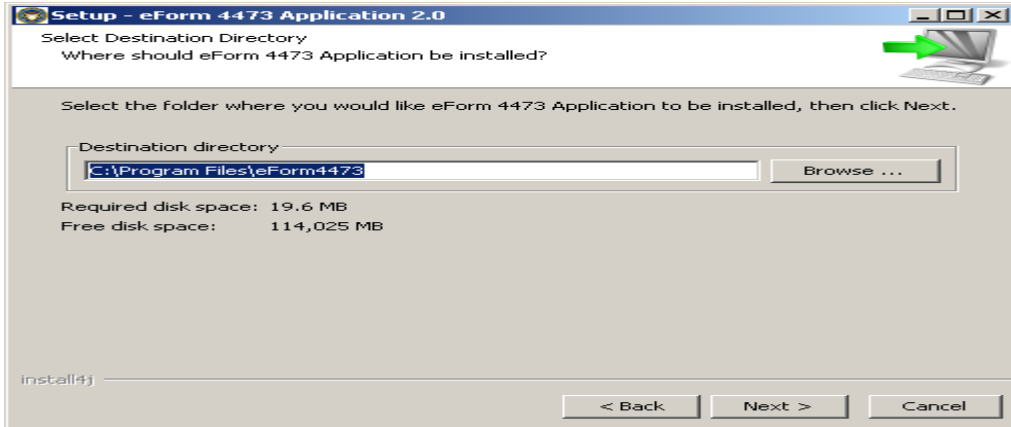 Setup - eForm 4473 Application 2.0
Select Destination Directory
Where should eForm 4473 Application be installed?
Select the folder where you would like eForm 4473 Application to be installed, then click Next.
Destination directory
C:\Program Files\eForm4473
Browse ...
Required disk space: 19.6 MB
Free disk space: 114,025 MB
install4j
< Back Next > Cancel